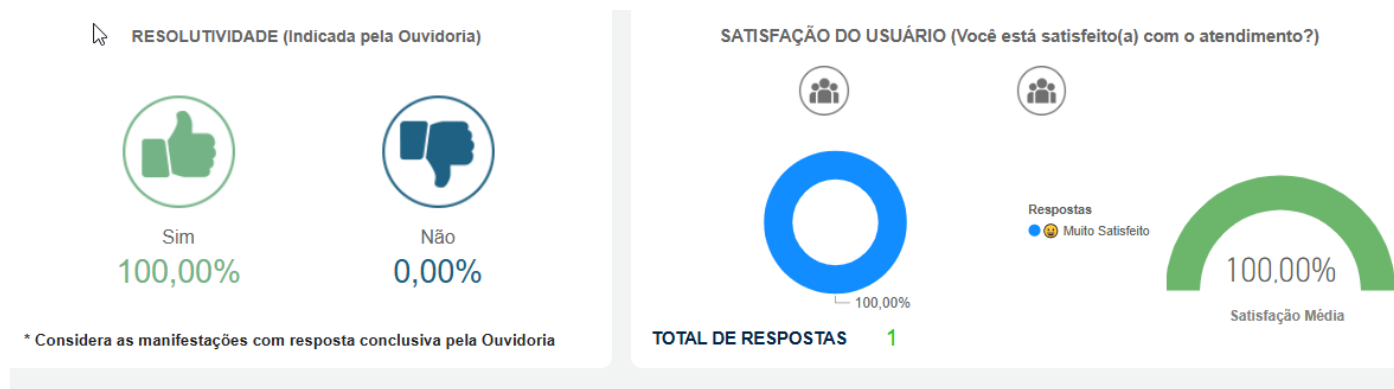 RESOLUTIVIDADE (Indicada pela Ouvidoria)
Sim
100,00%
Não
0,00%
* Considera as manifestações com resposta conclusiva pela Ouvidoria
SATISFAÇÃO DO USUÁRIO (Você está satisfeito(a) com o atendimento?)
100,00%
Respostas
Muito Satisfeito
100,00%
Satisfação Média
TOTAL DE RESPOSTAS 1